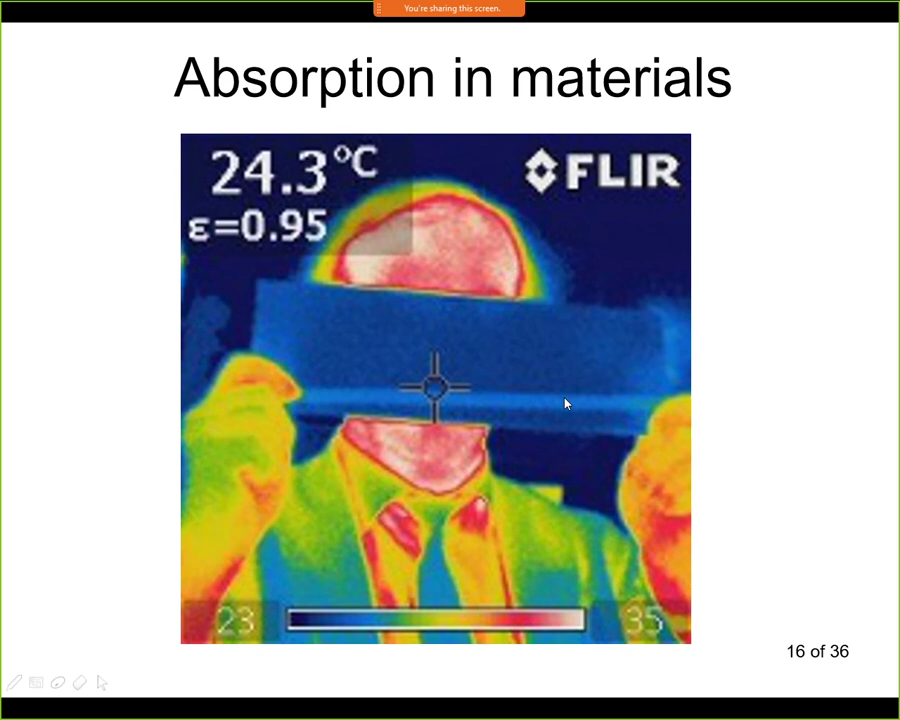 You're sharing this screen.
Absorption in materials
24.3°C
FLIR
ε=0.95
23
35
16 of 36